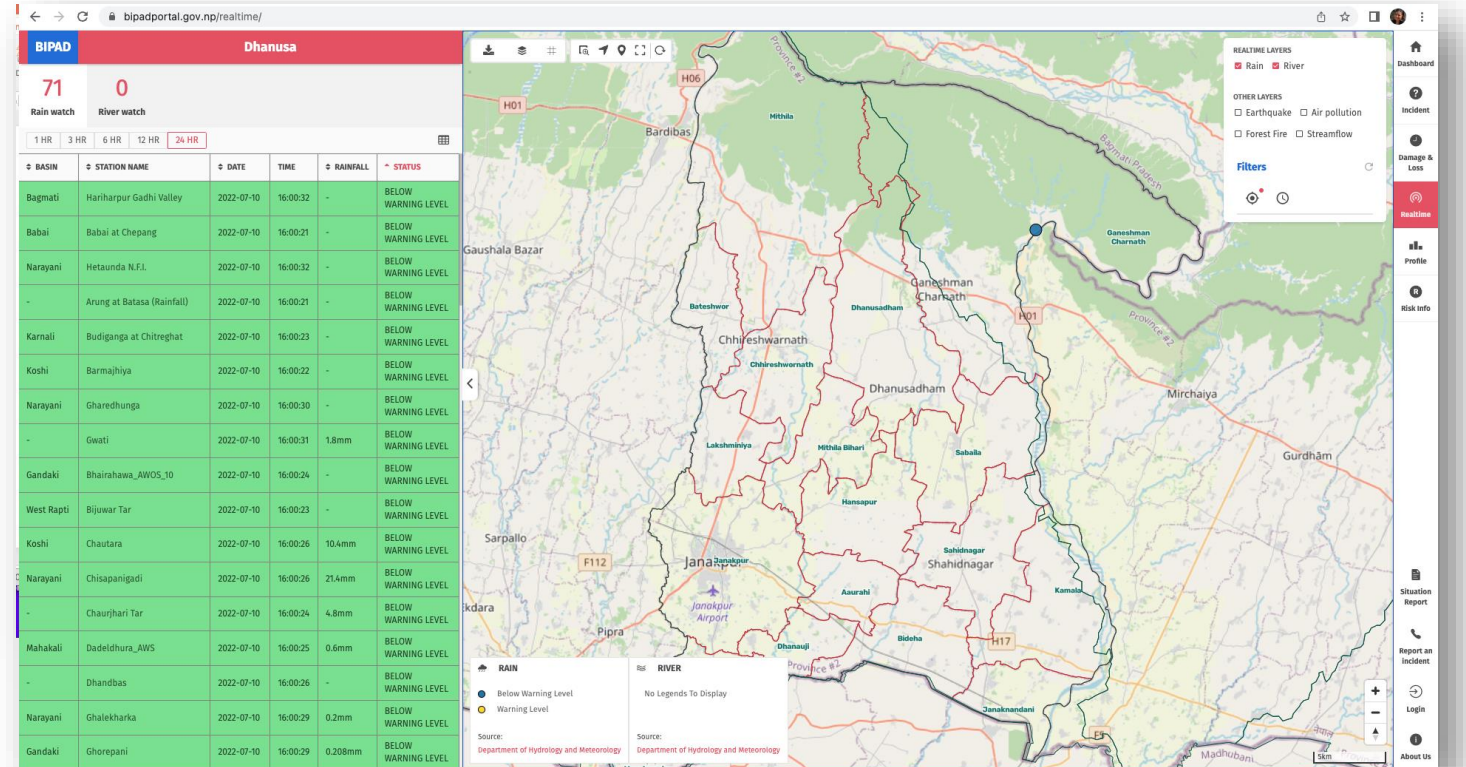 bipadportal.gov.np/realtime/
BIPAD
Dhanusa
71
Rain watch
0
River watch
1 HR
3 HR
6 HR
12 HR
24 HR
BASIN STATION NAME DATE TIME RAINFALL STATUS
Bagmati Hariharpur Gadhi Valley 2022-07-10 16:00:32 - BELOW WARNING LEVEL
Babai Babai at Chepang 2022-07-10 16:00:21 - BELOW WARNING LEVEL
Narayani Hetaunda N.F.I. 2022-07-10 16:00:32 - BELOW WARNING LEVEL
- Arung at Batasa (Rainfall) 2022-07-10 16:00:21 - BELOW WARNING LEVEL
Karnali Budiganga at Chitreghat 2022-07-10 16:00:23 - BELOW WARNING LEVEL
Koshi Barmajhiya 2022-07-10 16:00:22 - BELOW WARNING LEVEL
Narayani Gharedhunga 2022-07-10 16:00:30 - BELOW WARNING LEVEL
- Gwati 2022-07-10 16:00:31 1.8mm BELOW WARNING LEVEL
Gandaki Bhairahawa_AWOS_10 2022-07-10 16:00:24 - BELOW WARNING LEVEL
West Rapti Bijuwar Tar 2022-07-10 16:00:23 - BELOW WARNING LEVEL
Koshi Chautara 2022-07-10 16:00:26 10.4mm BELOW WARNING LEVEL
Narayani Chisapanigadi 2022-07-10 16:00:26 21.4mm BELOW WARNING LEVEL
- Chaurjhari Tar 2022-07-10 16:00:24 4.8mm BELOW WARNING LEVEL
Mahakali Dadeldhura_AWS 2022-07-10 16:00:25 0.6mm BELOW WARNING LEVEL
- Dhandbas 2022-07-10 16:00:26 - BELOW WARNING LEVEL
Narayani Ghalekharka 2022-07-10 16:00:29 0.2mm BELOW WARNING LEVEL
Gandaki Ghorepani 2022-07-10 16:00:29 0.208mm BELOW WARNING LEVEL
Province #2
H06
H01
Mithila
Bardibas
Bagmati Pradesh
Gaushala Bazar
Ganeshman Charnath
Ganeshman
Charnath
Bateshwor
Dhanusadham
H01
Province #2
Chhireshwarnath
Chhireshwornath
Dhanusadham
Mirchaiya
Lakshminiya
Mithila Bihari
Sabaila
Gurdhām
Hansapur
Sarpallo
F112
Janakpur
Janakpur
Sahidnagar
Shahidnagar
Aaurahi
Kamala
Janakpur
Airport
Ekdara
Pipra
Dhanauji
Bideha
H17
Province #2
Janaknandani
F5
Madhubani
5km
RAIN
Below Warning Level
Warning Level
Source:
Department of Hydrology and Meteorology
RIVER
No Legends To Display
Source:
Department of Hydrology and Meteorology
REALTIME LAYERS
Rain River
OTHER LAYERS
Earthquake Air pollution
Forest Fire Streamflow
Filters
Dashboard
Incident
Damage &
Loss
Realtime
Profile
R
Risk Info
Situation
Report
Report an
incident
Login
About Us